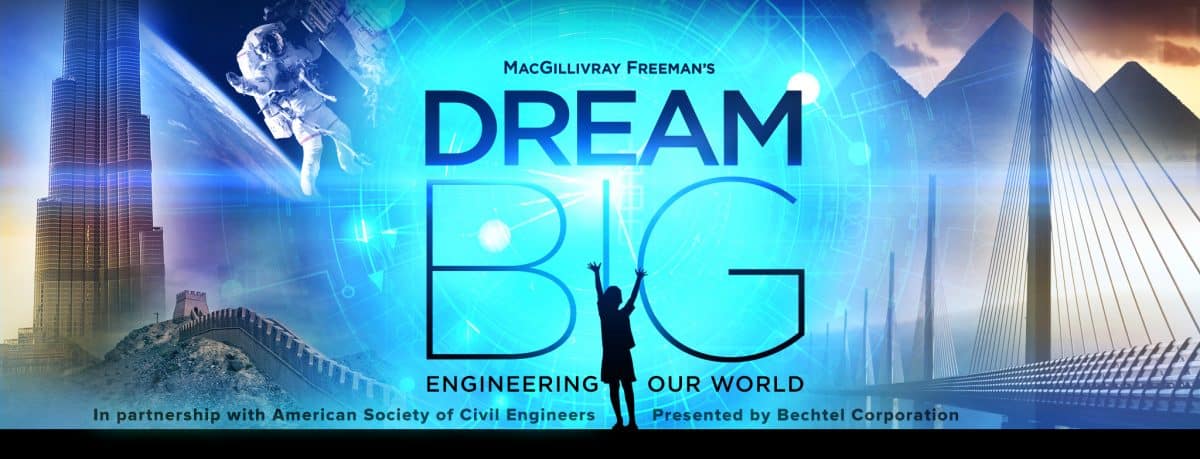 MACGILLIVRAY FREEMAN'S
DREAM
BIG
ENGINEERING OUR WORLD
In partnership with American Society of Civil Engineers Presented by Bechtel Corporation